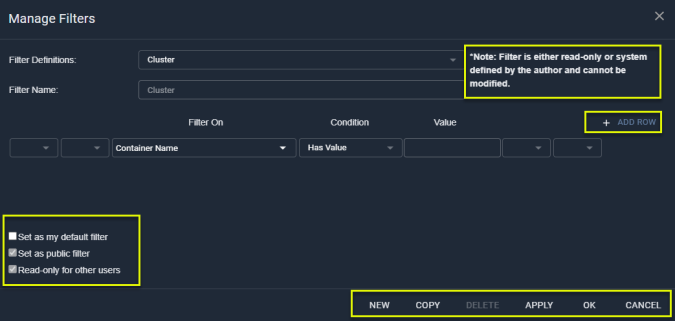 Manage Filters
Filter Definitions:
Cluster
*Note: Filter is either read-only or system
defined by the author and cannot be
modified.
Filter Name:
Cluster
Filter On
Condition
Value
+ ADD ROW
Container Name
Has Value
Set as my default filter
Set as public filter
Read-only for other users
NEW
COPY
DELETE
APPLY
OK
CANCEL